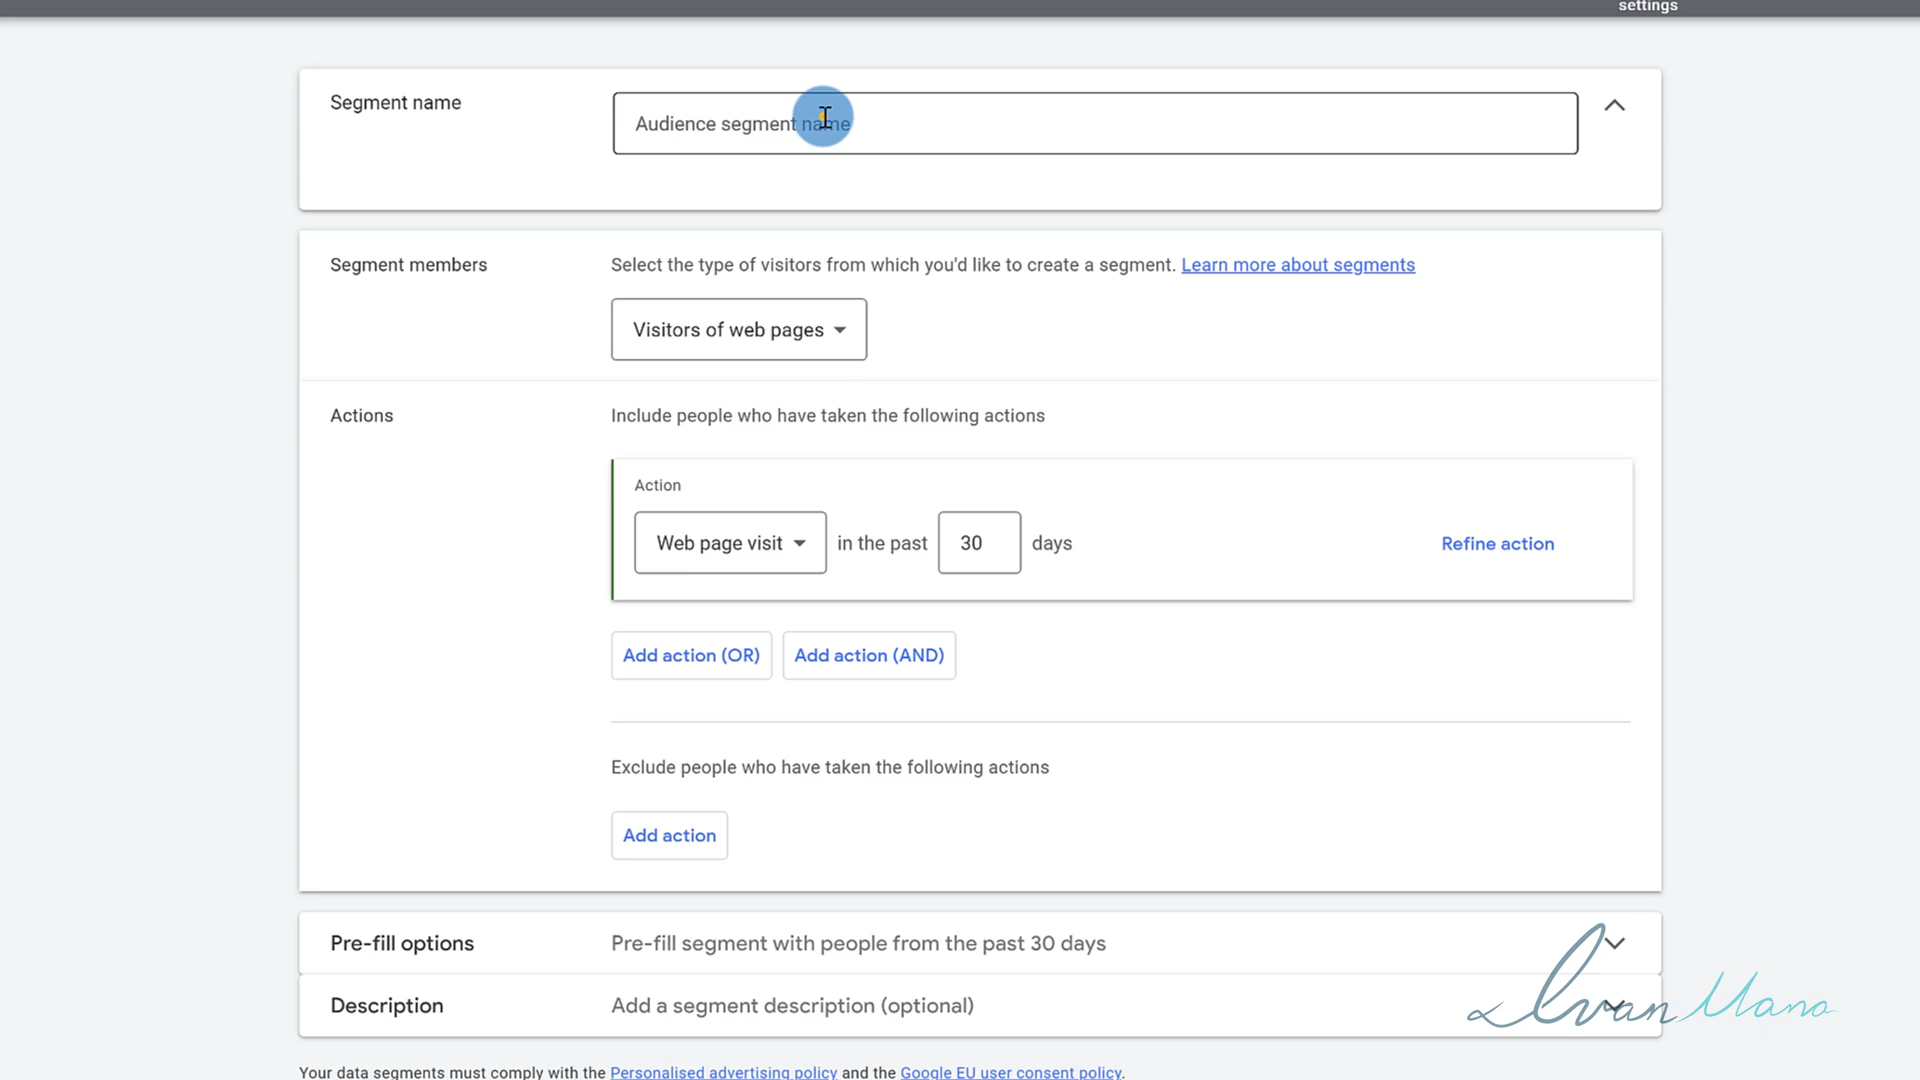 settings
Segment name
Audience segment name
Segment members
Select the type of visitors from which you'd like to create a segment. Learn more about segments
Visitors of web pages
Actions
Include people who have taken the following actions
Action
Web page visit in the past 30 days Refine action
Add action (OR) Add action (AND)
Exclude people who have taken the following actions
Add action
Pre-fill options Pre-fill segment with people from the past 30 days
Description Add a segment description (optional)
Ivan Mana
Your data segments must comply with the Personalised advertising policy and the Google EU user consent policy.